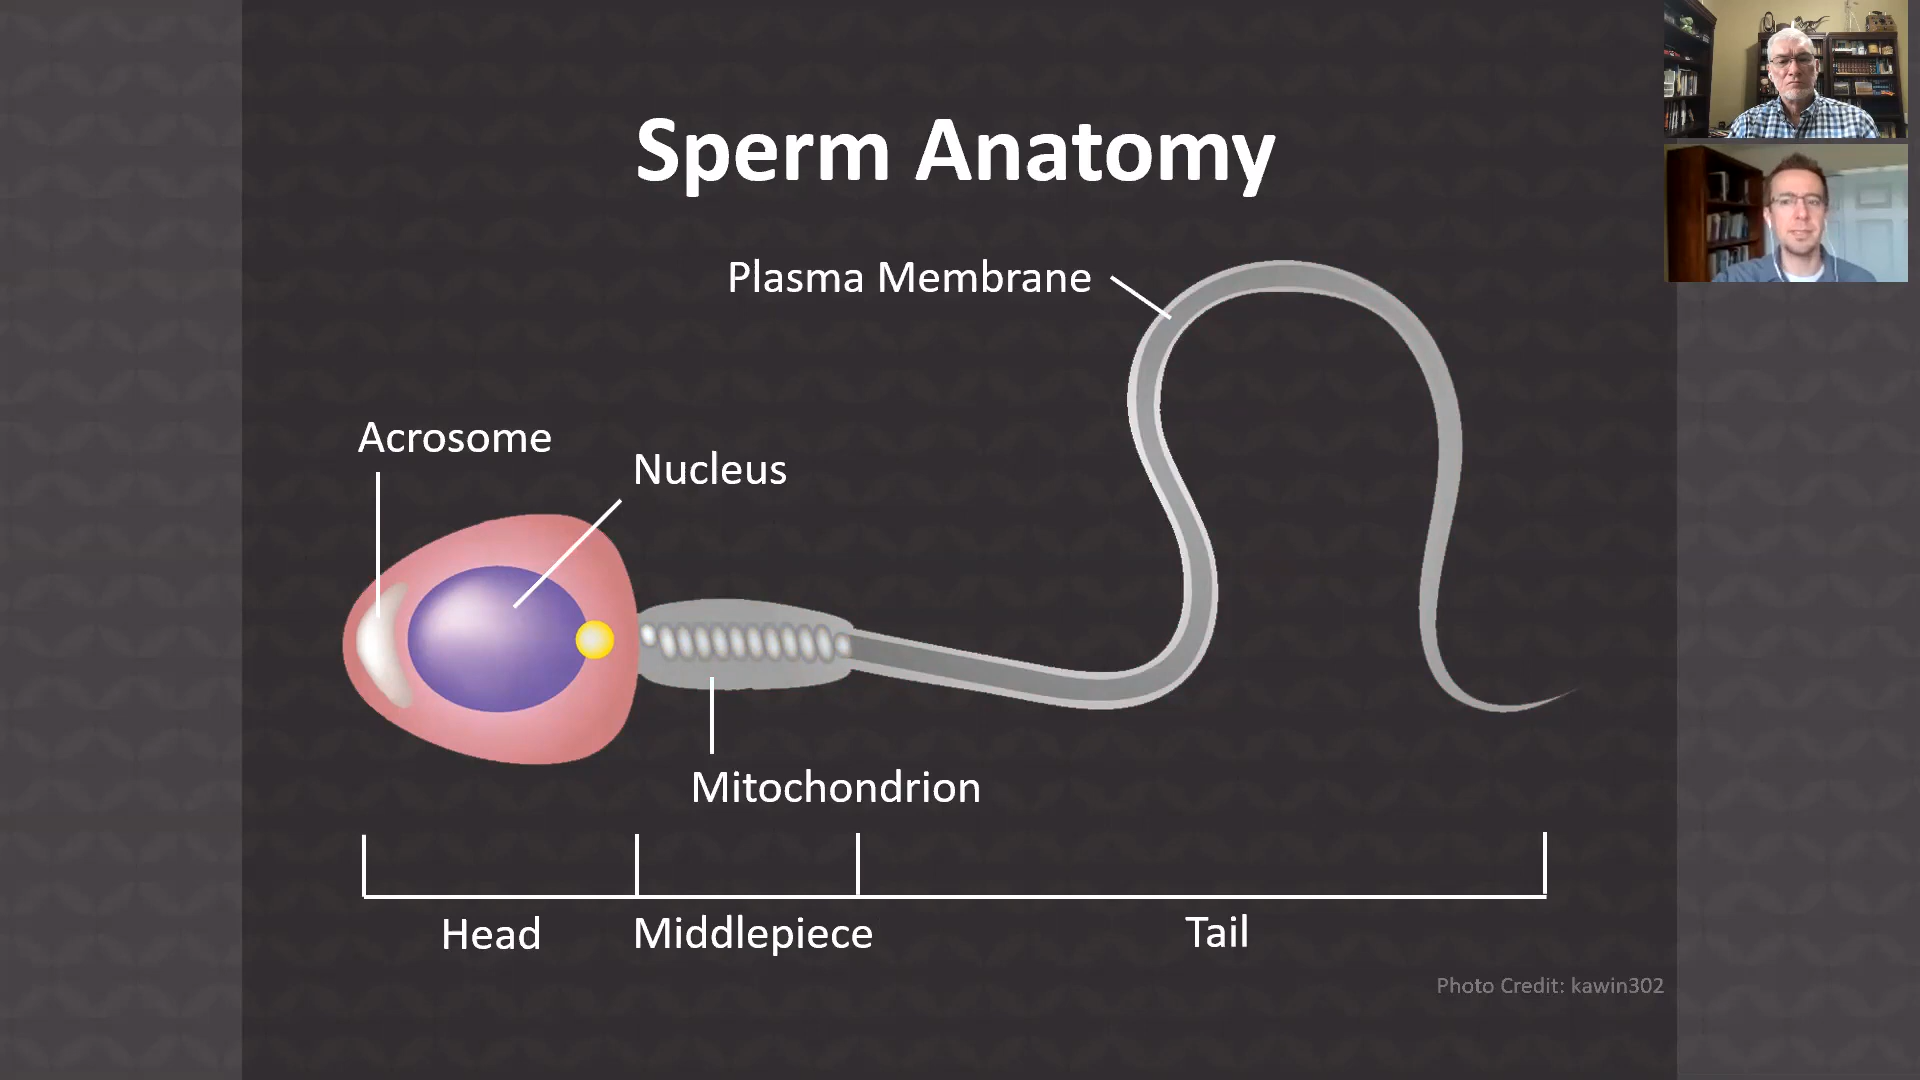 Sperm Anatomy
Plasma Membrane
Acrosome
Nucleus
Mitochondrion
Head
Middlepiece
Tail
Photo Credit: kawin302